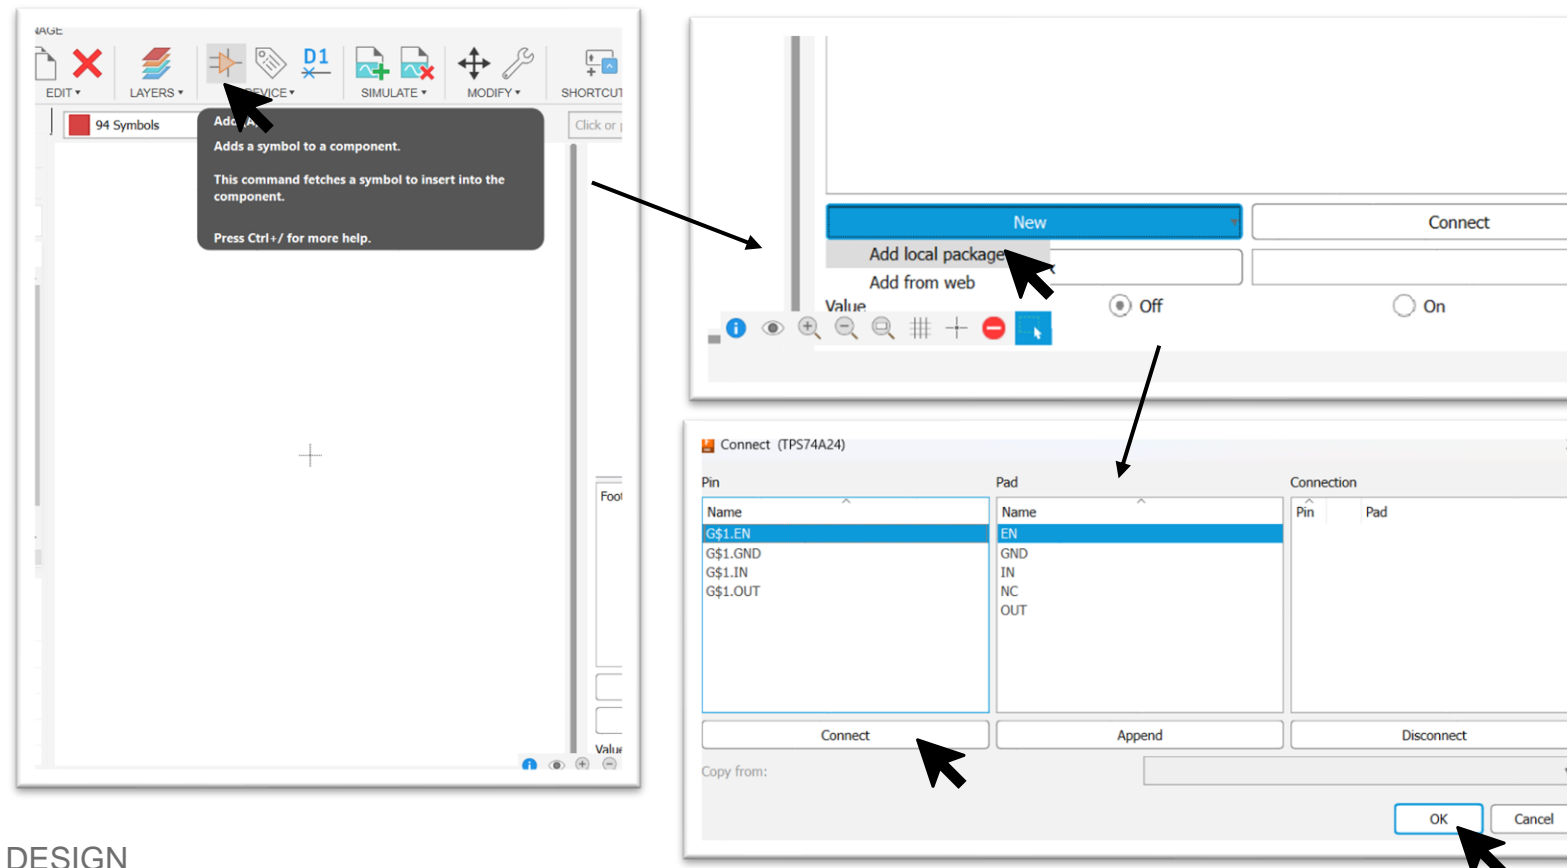 EDIT
LAYERS
SIMULATE
MODIFY
D1
94 Symbols
Click or
Adds a symbol to a component.
This command fetches a symbol to insert into the
component.
Press Ctrl+/ for more help.
Value
New
Connect
Add local package
Add from web
Value
Off
On
Connect (TPS74A24)
Pin
Pad
Connection
Name
Name
Pin
Pad
G$1.EN
EN
G$1.GND
GND
G$1.IN
IN
G$1.OUT
NC
OUT
Connect
Append
Disconnect
Copy from:
OK
Cancel
DESIGN